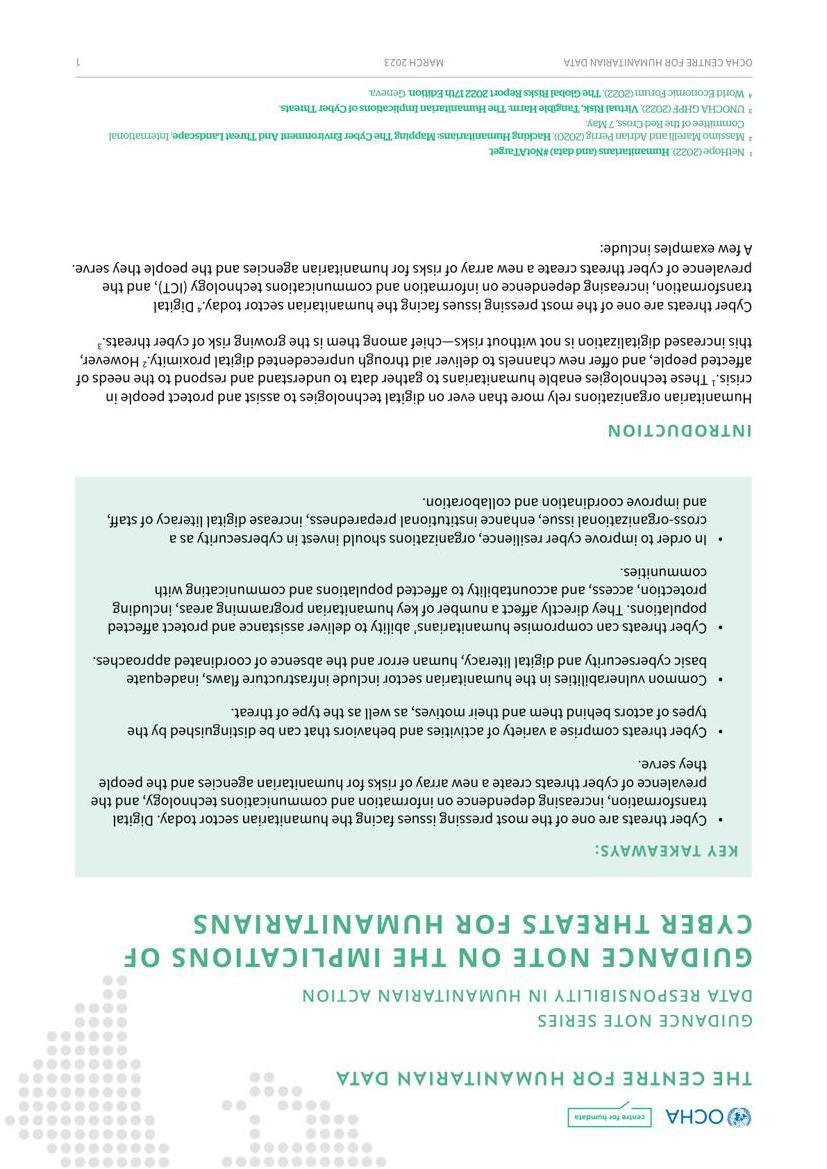 OCHA
centre for humdata
THE CENTRE FOR HUMANITARIAN DATA
GUIDANCE NOTE SERIES
DATA RESPONSIBILITY IN HUMANITARIAN ACTION
GUIDANCE NOTE ON THE IMPLICATIONS OF
CYBER THREATS FOR HUMANITARIANS
KEY TAKEAWAYS:
• Cyber threats are one of the most pressing issues facing the humanitarian sector today. Digital
transformation, increasing dependence on information and communications technology, and the
prevalence of cyber threats create a new array of risks for humanitarian agencies and the people
they serve.
• Cyber threats comprise a variety of activities and behaviors that can be distinguished by the
types of actors behind them and their motives, as well as the type of threat.
• Common vulnerabilities in the humanitarian sector include infrastructure flaws, inadequate
basic cybersecurity and digital literacy, human error and the absence of coordinated approaches.
• Cyber threats can compromise humanitarians' ability to deliver assistance and protect affected
populations. They directly affect a number of key humanitarian programming areas, including
protection, access, and accountability to affected populations and communicating with
communities.
• In order to improve cyber resilience, organizations should invest in cybersecurity as a
cross-organizational issue, enhance institutional preparedness, increase digital literacy of staff,
and improve coordination and collaboration.
INTRODUCTION
Humanitarian organizations rely more than ever on digital technologies to assist and protect people in
crisis.¹ These technologies enable humanitarians to gather data to understand and respond to the needs of
affected people, and offer new channels to deliver aid through unprecedented digital proximity.² However,
this increased digitalization is not without risks—chief among them is the growing risk of cyber threats.³
Cyber threats are one of the most pressing issues facing the humanitarian sector today.⁴ Digital
transformation, increasing dependence on information and communications technology (ICT), and the
prevalence of cyber threats create a new array of risks for humanitarian agencies and the people they serve.
A few examples include:
¹ NetHope (2022). Humanitarians (and data) #NotATarget.
² Massimo Marelli and Adrian Perrig (2020). Hacking Humanitarians: Mapping The Cyber Environment And Threat Landscape. International
Committee of the Red Cross, 7 May.
³ UNOCHA GHPF (2022). Virtual Risk, Tangible Harm: The Humanitarian Implications of Cyber Threats.
⁴ World Economic Forum (2022). The Global Risks Report 2022 17th Edition. Geneva.
OCHA CENTRE FOR HUMANITARIAN DATA MARCH 2023 1